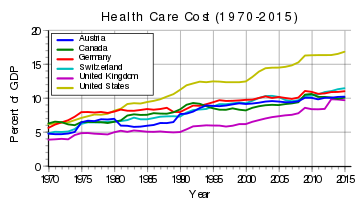 Health Care Cost (1970-2015)
Percent of GDP
20
15
10
5
0
Austria
Canada
Germany
Switzerland
United Kingdom
United States
1970 1975 1980 1985 1990 1995 2000 2005 2010 2015
Year